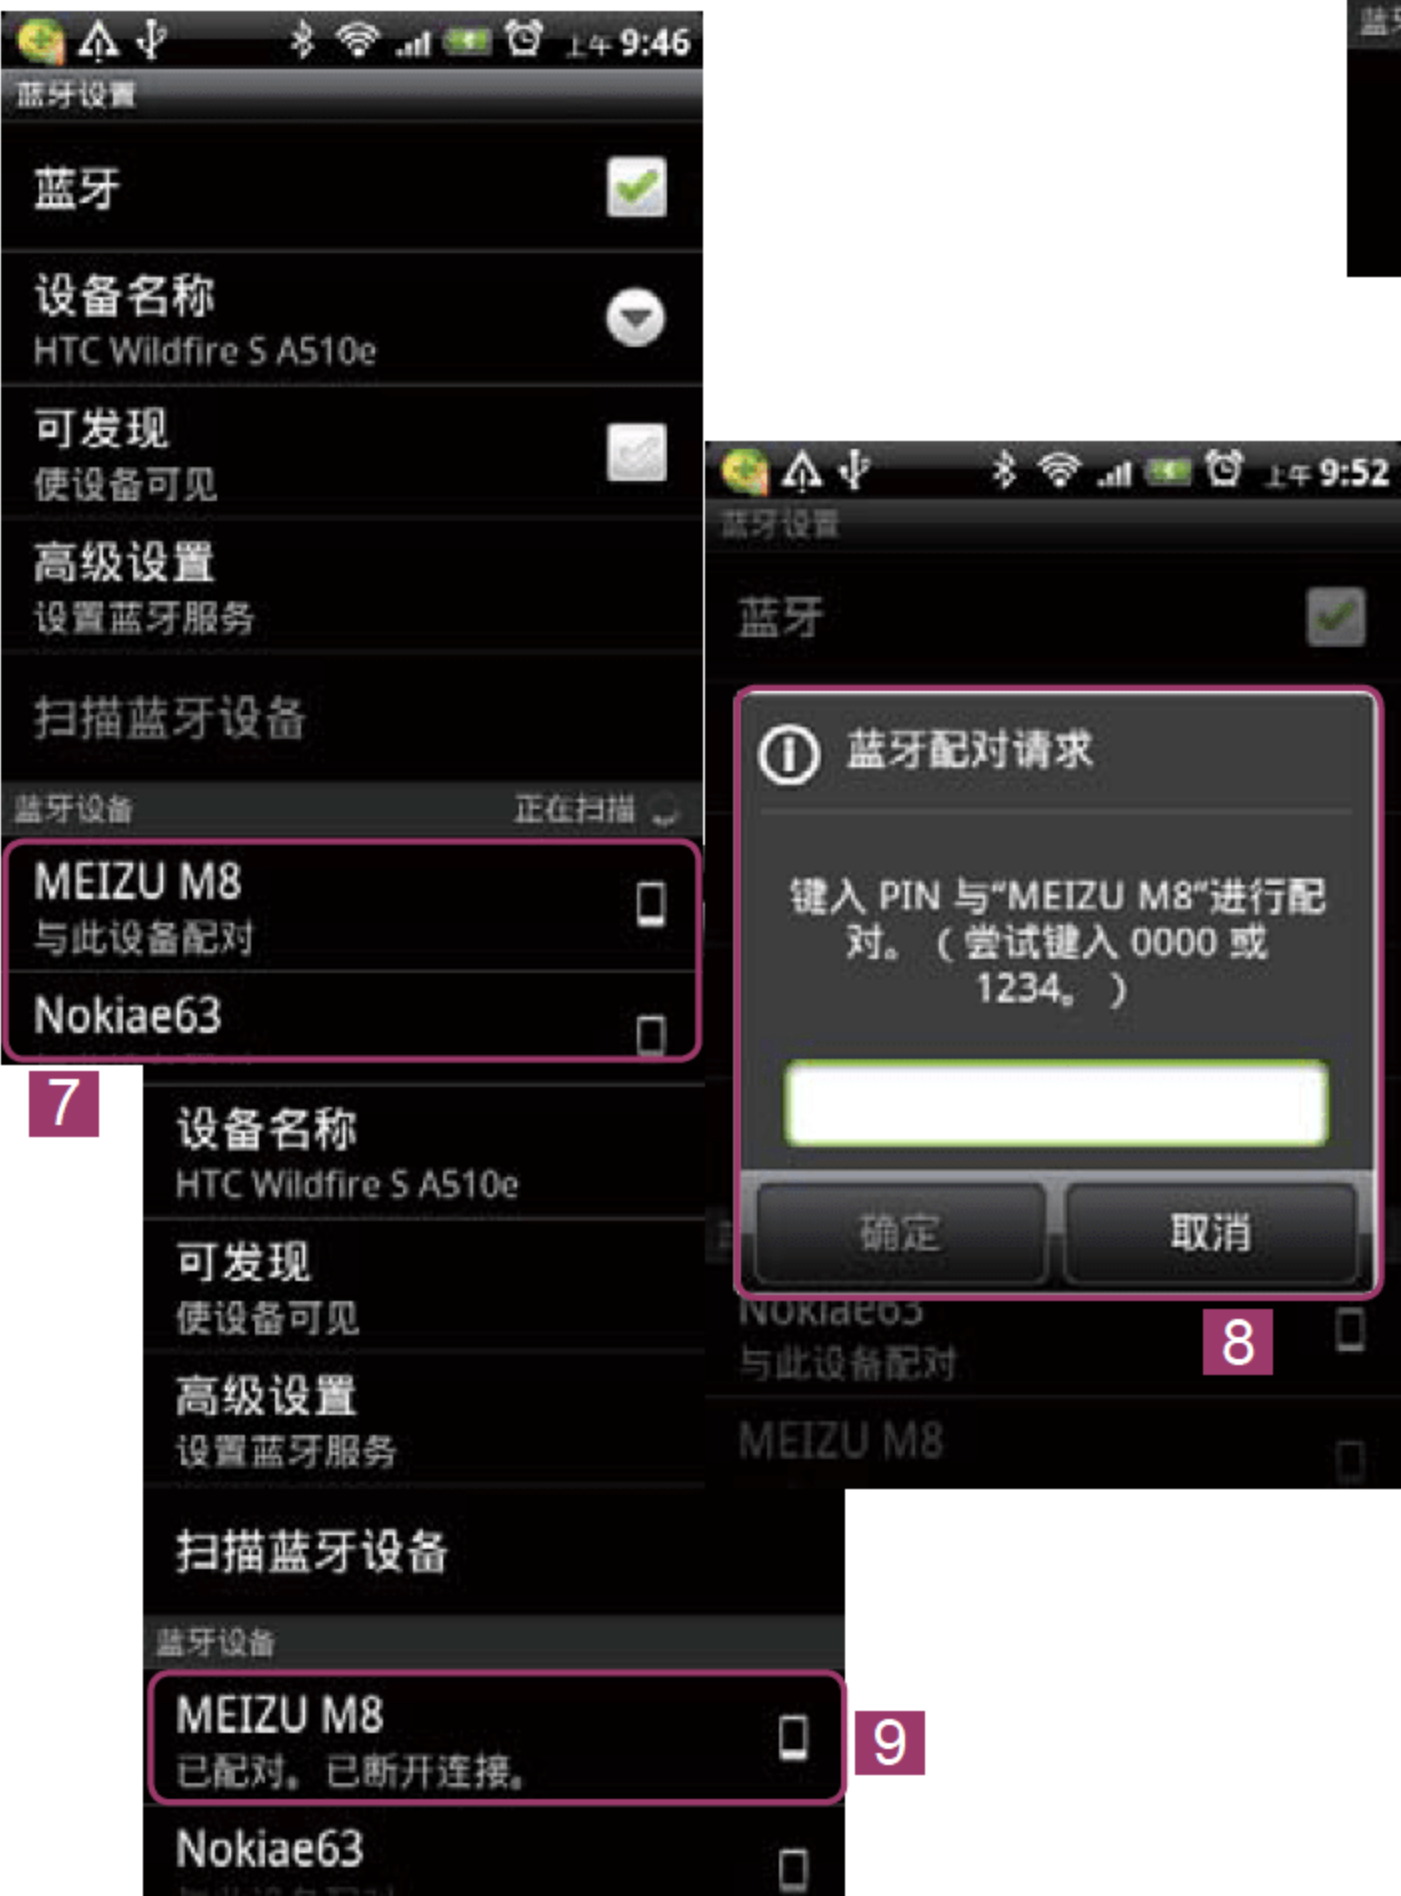 上午 9:46
蓝牙设置
蓝牙
设备名称
HTC Wildfire S A510e
可发现
使设备可见
高级设置
设置蓝牙服务
扫描蓝牙设备
蓝牙设备 正在扫描
MEIZU M8
与此设备配对
Nokiae63
7
上午 9:52
蓝牙设置
蓝牙
蓝牙配对请求
键入 PIN 与“MEIZU M8”进行配
对。（尝试键入 0000 或
1234。）
确定 取消
Nokiae63
与此设备配对
MEIZU M8
8
设备名称
HTC Wildfire S A510e
可发现
使设备可见
高级设置
设置蓝牙服务
扫描蓝牙设备
蓝牙设备
MEIZU M8
已配对。已断开连接。
9
Nokiae63